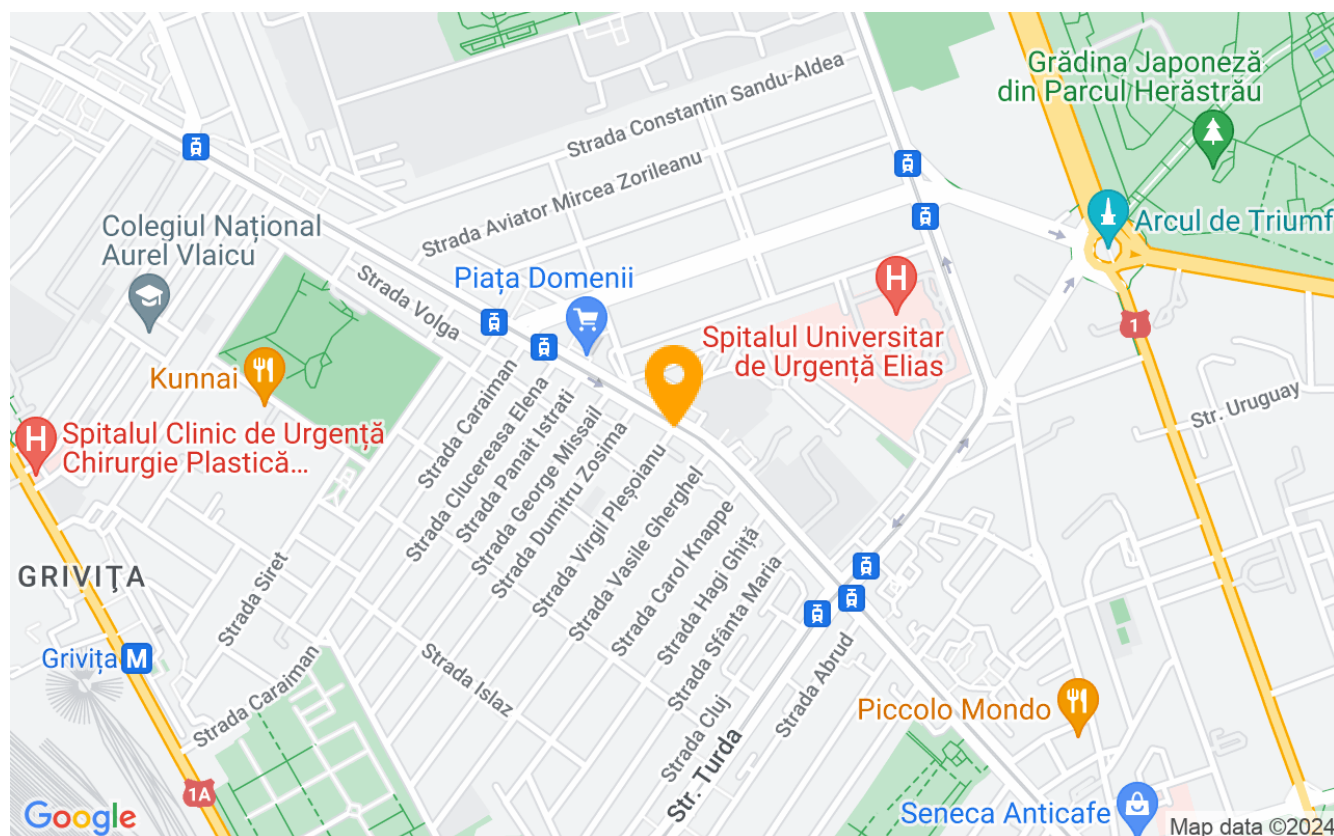 Grădina Japoneză
din Parcul Herăstrău
Strada Constantin Sandu-Aldea
Strada Aviator Mircea Zorileanu
Colegiul Național
Aurel Vlaicu
Arcul de Triumf
Piața Domenii
Strada Volga
H
Spitalul Universitar
de Urgență Elias
1
Kunnai
Strada Caraiman
Strada Clucereasa Elena
Strada Panait Istrati
Strada George Missail
Strada Dumitru Zosima
Strada Virgil Pleșoianu
Strada Vasile Gherghel
Strada Carol Knappe
Strada Hagi Ghiță
Strada Sfânta Maria
Str. Uruguay
H
Spitalul Clinic de Urgență
Chirurgie Plastică...
GRIVIŢA
Strada Siret
Grivița M
Strada Caraiman
Strada Islaz
Strada Cluj
Str. Turda
Strada Abrud
Piccolo Mondo
1A
Seneca Anticafe
Google
Map data ©2024